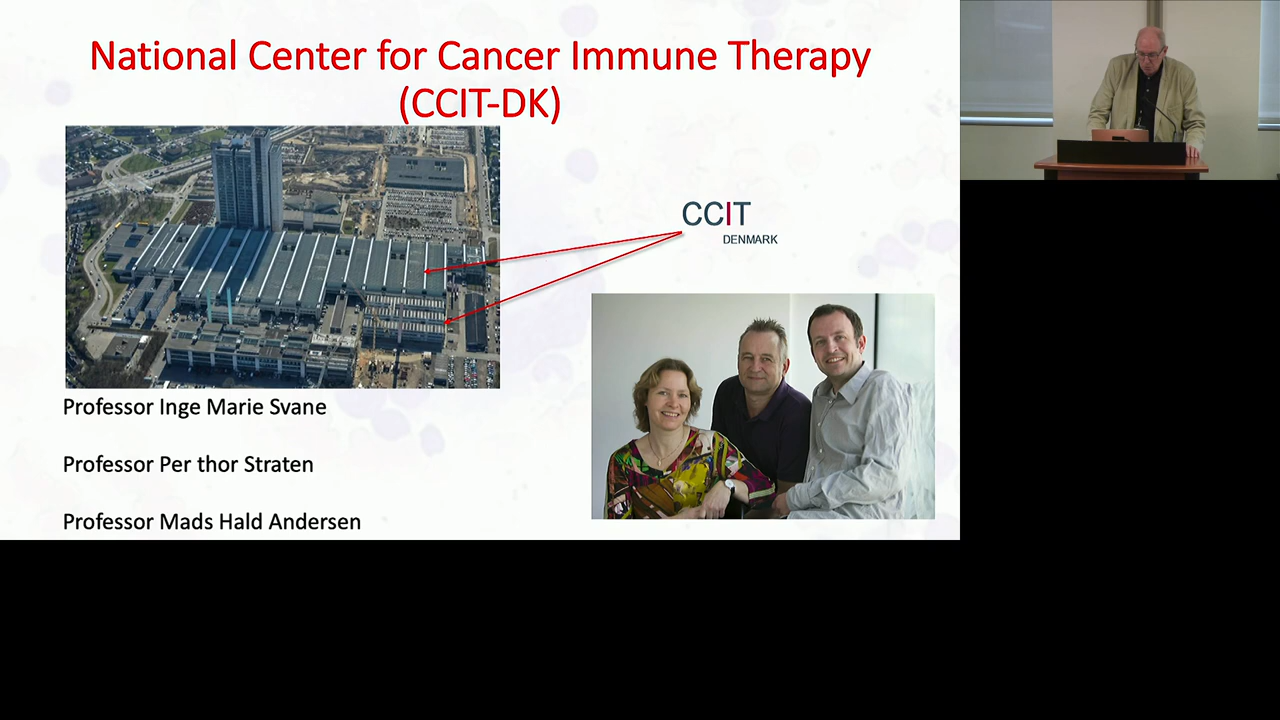 National Center for Cancer Immune Therapy
(CCIT-DK)
CCIT
DENMARK
Professor Inge Marie Svane
Professor Per thor Straten
Professor Mads Hald Andersen